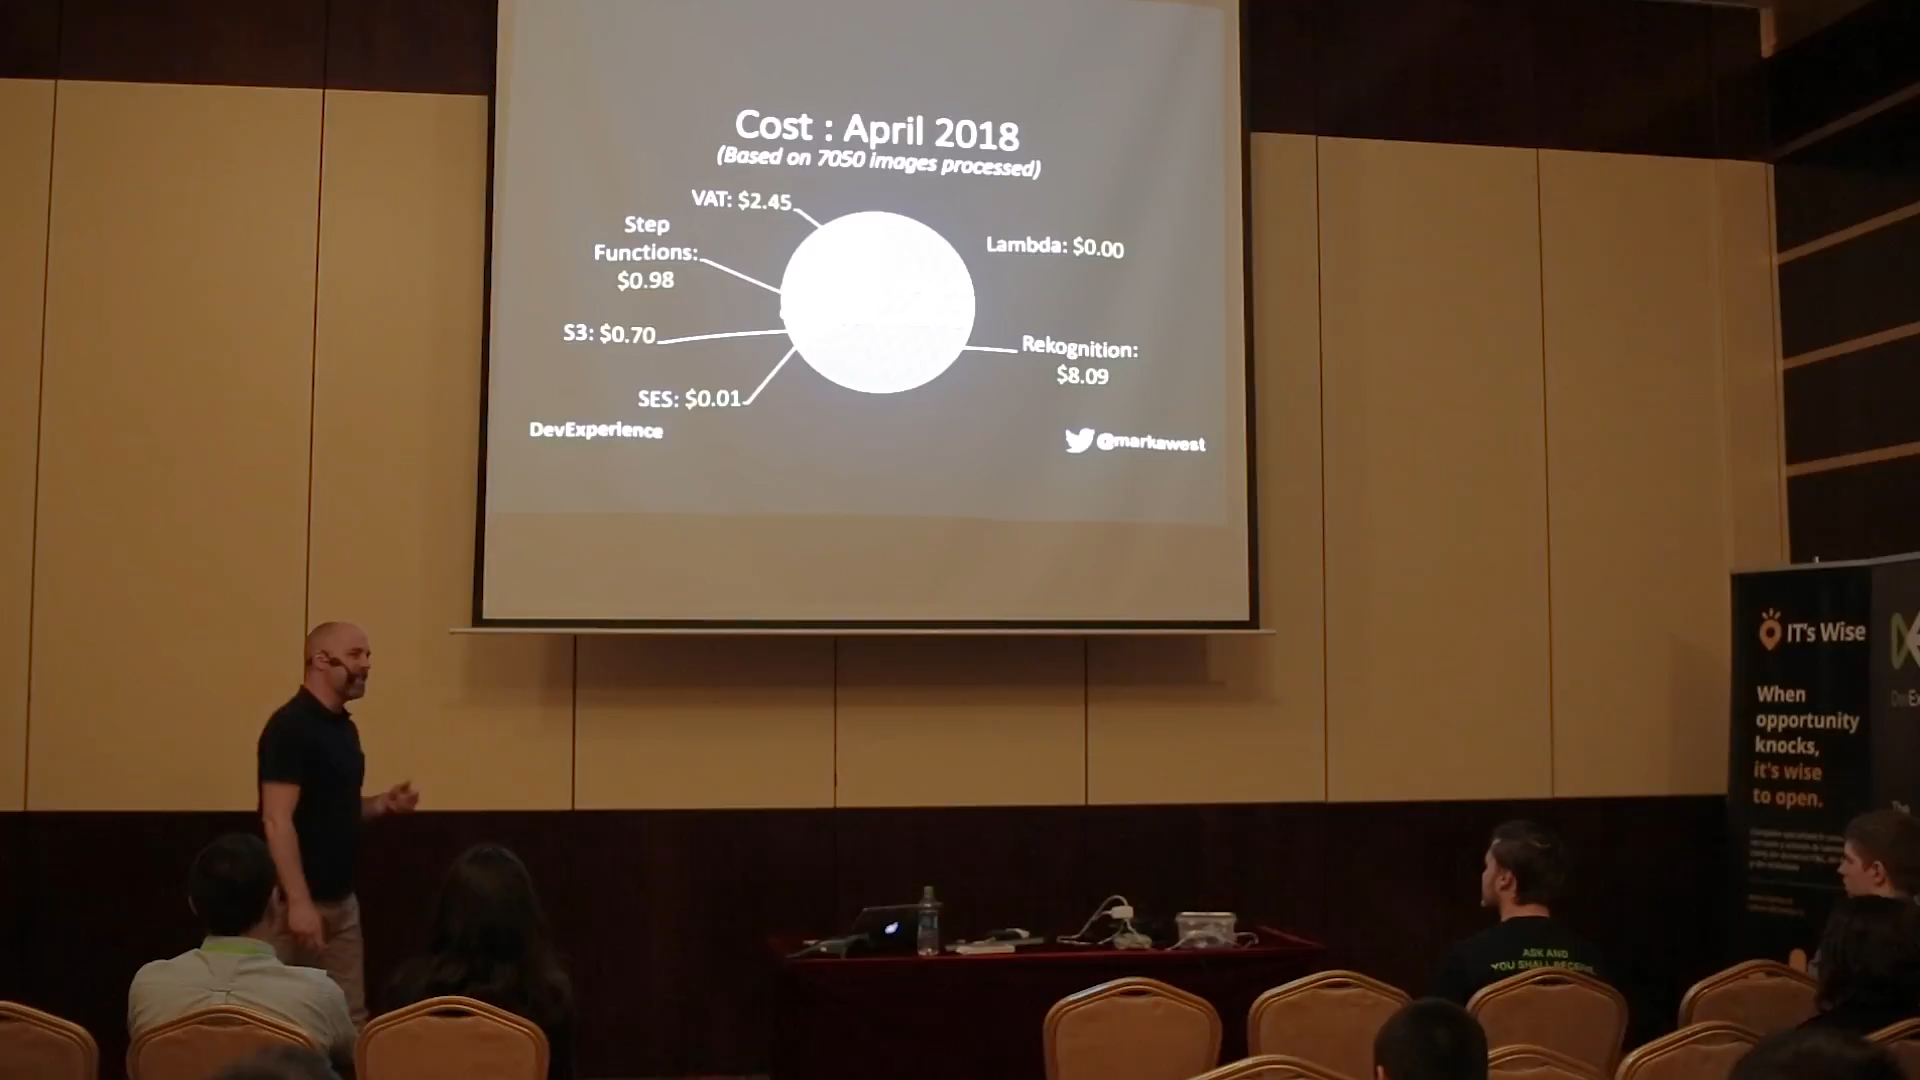 Cost : April 2018
(Based on 7050 images processed)
VAT: $2.45
Step
Functions:
$0.98
Lambda: $0.00
S3: $0.70
Rekognition:
$8.09
SES: $0.01
DevExperience
@markawest
IT's Wise
When
opportunity
knocks,
it's wise
to open.
The
ASK AND
YOU SHALL RECEIVE